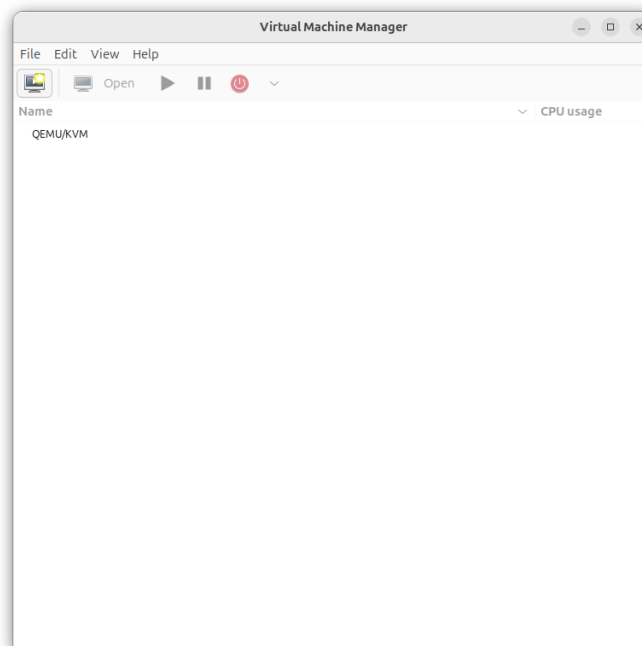 Virtual Machine Manager
File Edit View Help
Open
Name CPU usage
QEMU/KVM